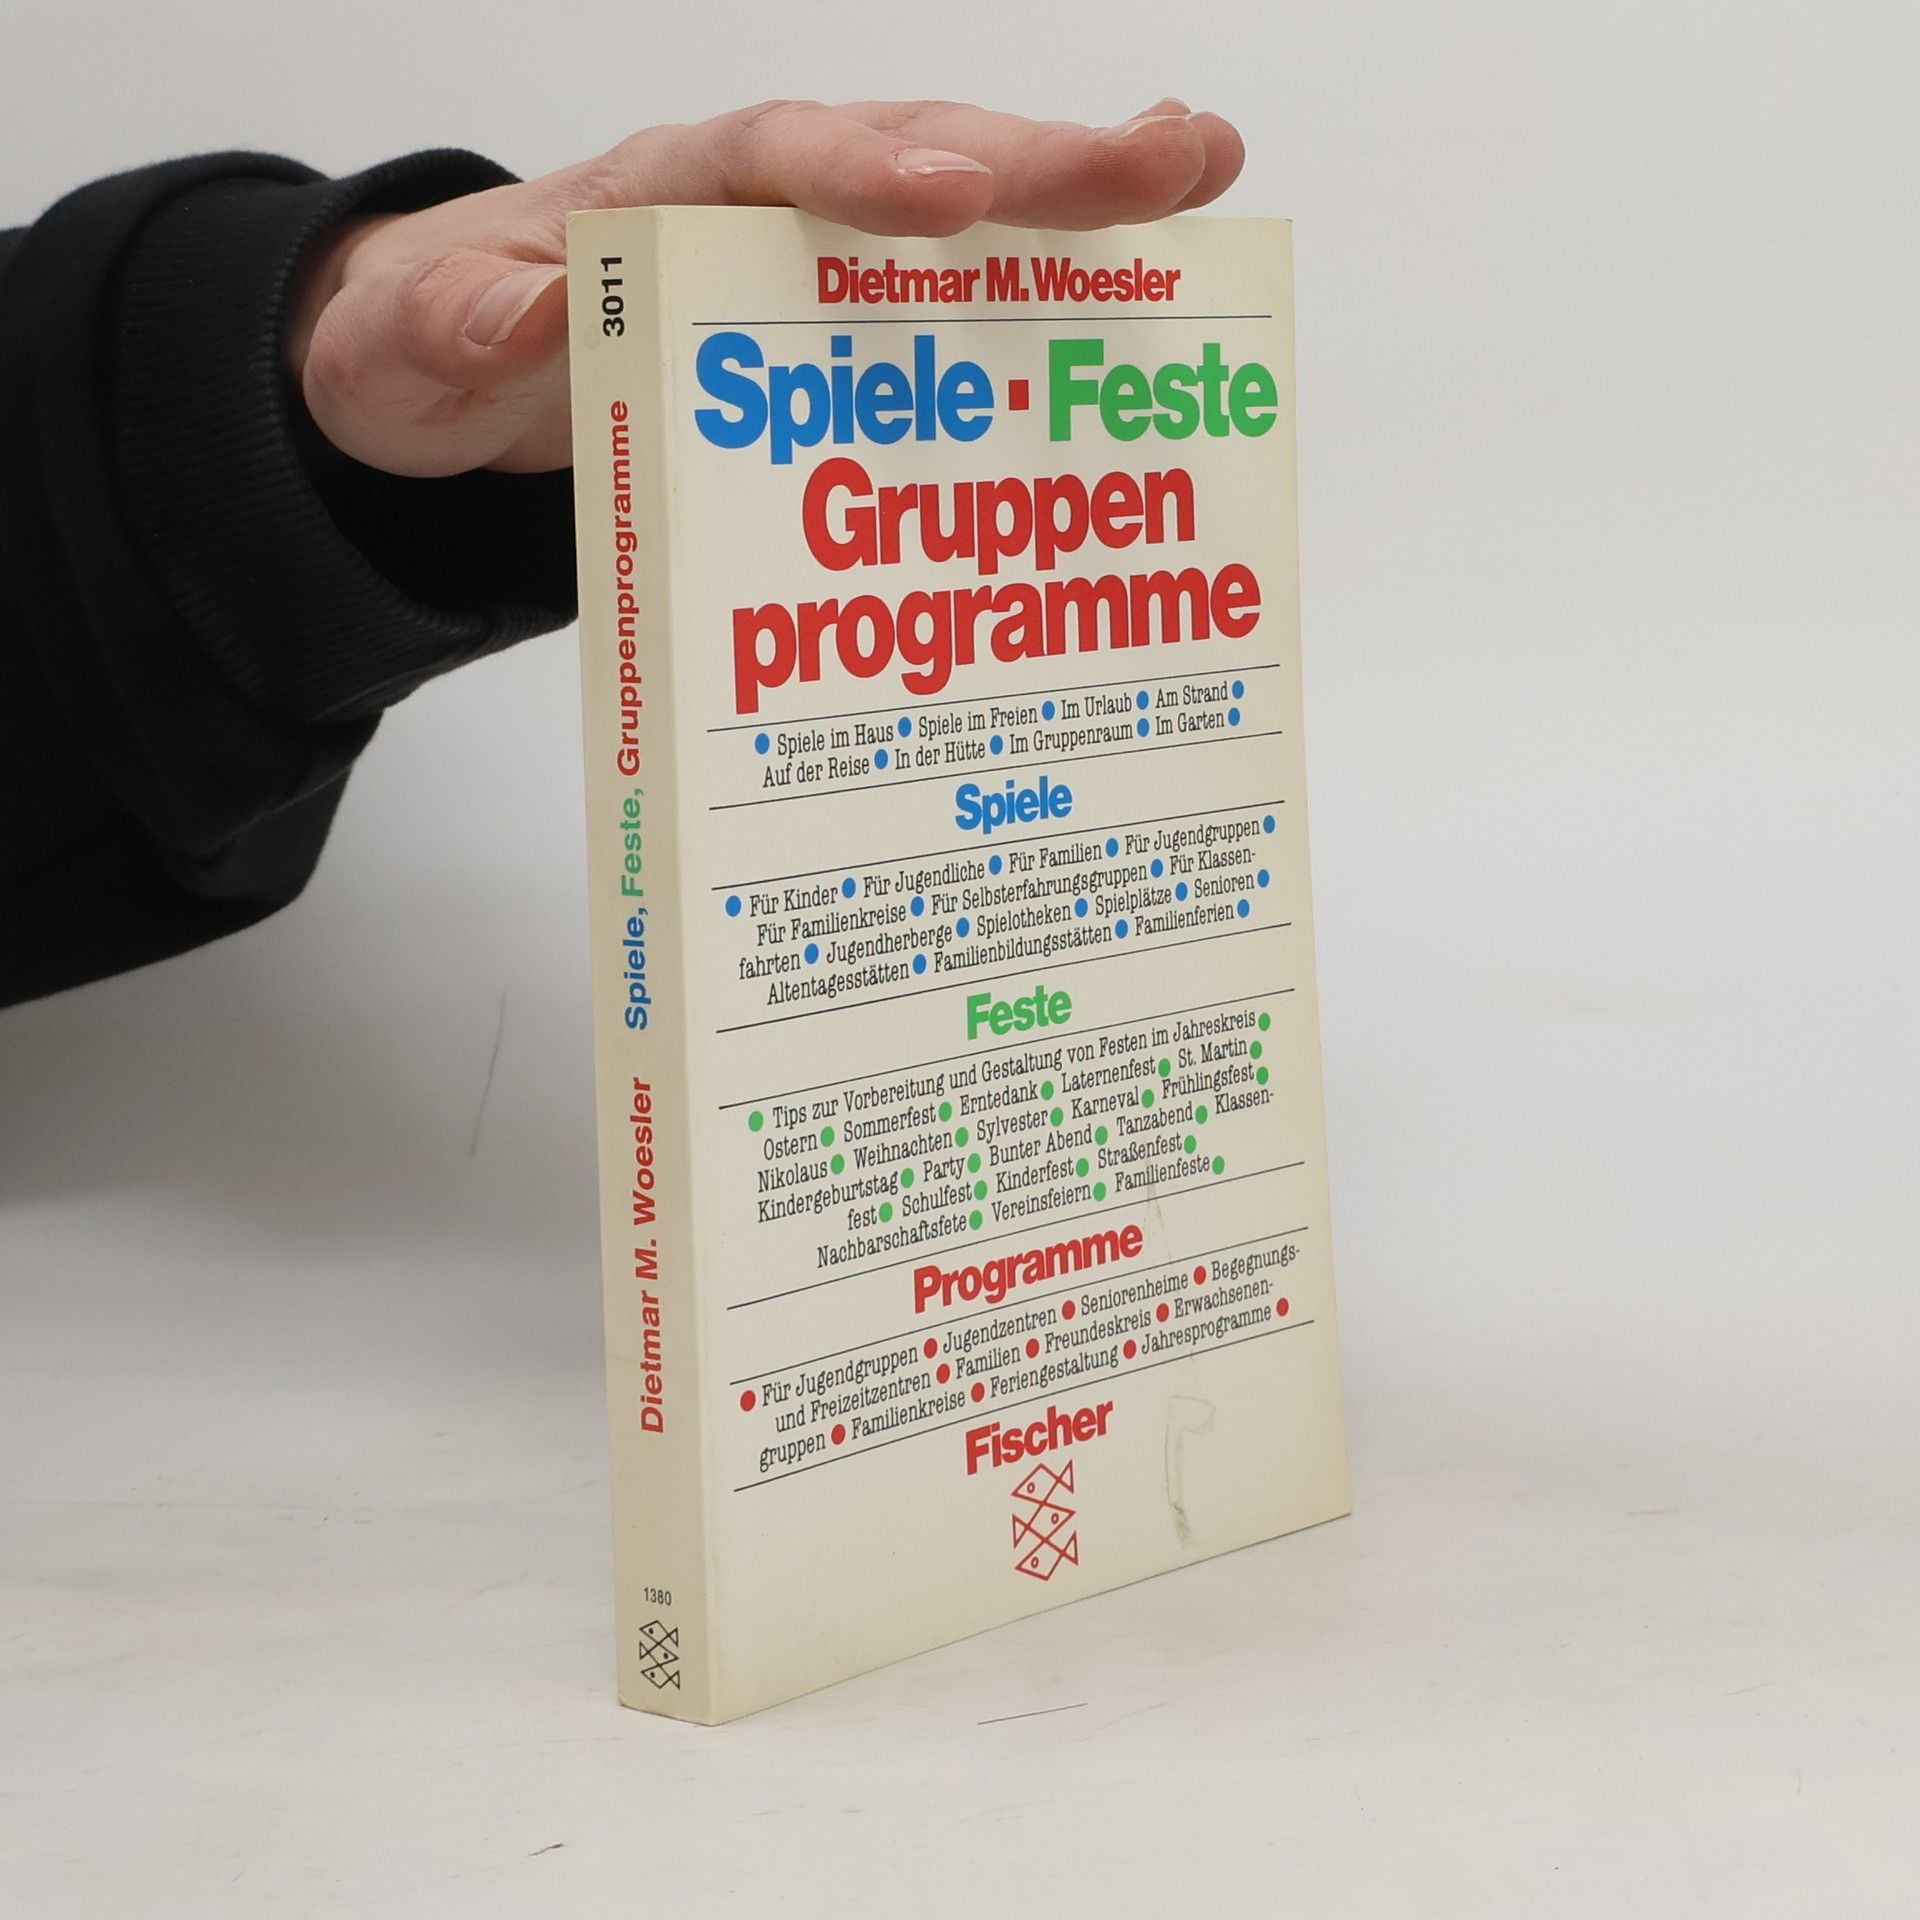 Dietmar M. Woesler
Spiele · Feste
Gruppen
programme
● Spiele im Haus ● Spiele im Freien ● Im Urlaub ● Am Strand ●
Auf der Reise ● In der Hütte ● Im Gruppenraum ● Im Garten ●
Spiele
● Für Kinder ● Für Jugendliche ● Für Familien ● Für Jugendgruppen ●
Für Familienkreise ● Für Selbsterfahrungsgruppen ● Für Klassen-
fahrten ● Jugendherberge ● Spielotheken ● Spielplätze ● Senioren ●
Altentagesstätten ● Familienbildungsstätten ● Familienferien ●
Feste
● Tips zur Vorbereitung und Gestaltung von Festen im Jahreskreis ●
Ostern ● Sommerfest ● Erntedank ● Laternenfest ● St. Martin ●
Nikolaus ● Weihnachten ● Sylvester ● Karneval ● Frühlingsfest ●
Kindergeburtstag ● Party ● Bunter Abend ● Tanzabend ● Klassen-
fest ● Schulfest ● Kinderfest ● Straßenfest ●
Nachbarschaftsfete ● Vereinsfeiern ● Familienfeste ●
Programme
● Für Jugendgruppen ● Jugendzentren ● Seniorenheime ● Begegnungs-
und Freizeitzentren ● Familien ● Freundeskreis ● Erwachsenen-
gruppen ● Familienkreise ● Feriengestaltung ● Jahresprogramme ●
Fischer
Dietmar M. Woesler Spiele, Feste, Gruppenprogramme 3011
1380